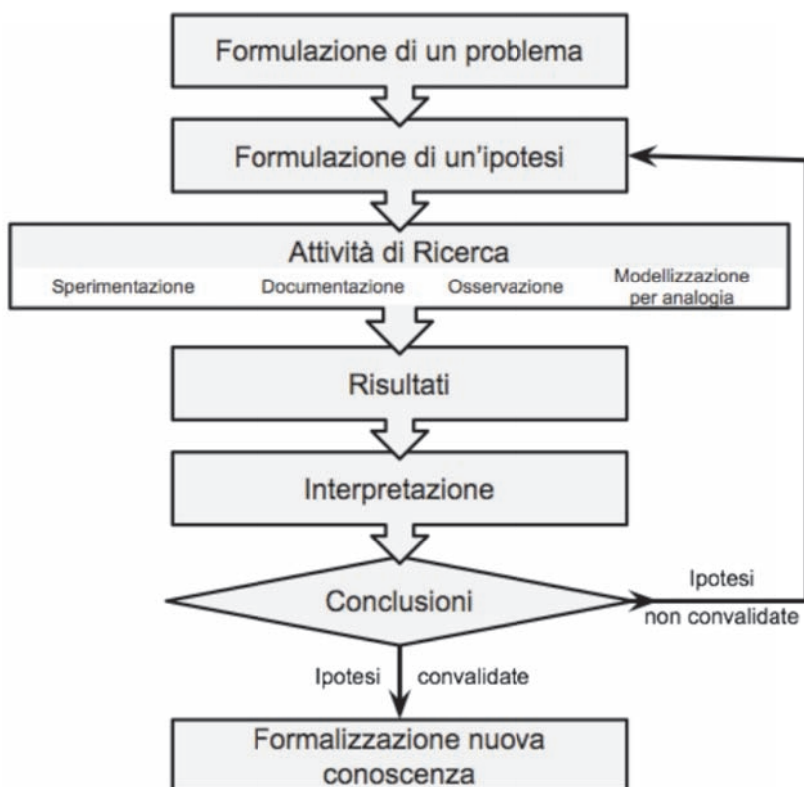 Formulazione di un problema
Formulazione di un'ipotesi
Attività di Ricerca
Sperimentazione
Documentazione
Osservazione
Modellizzazione
per analogia
Risultati
Interpretazione
Conclusioni
Ipotesi
non convalidate
Ipotesi convalidate
Formalizzazione nuova
conoscenza